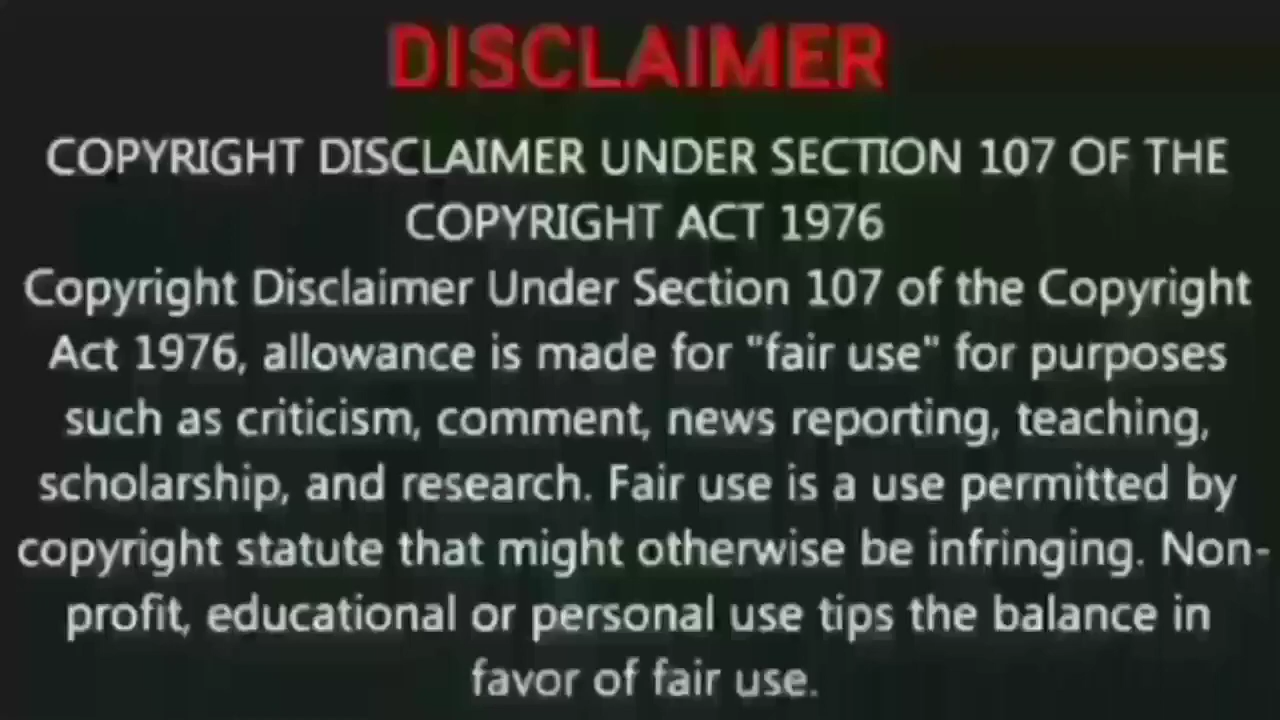 DISCLAIMER
COPYRIGHT DISCLAIMER UNDER SECTION 107 OF THE
COPYRIGHT ACT 1976
Copyright Disclaimer Under Section 107 of the Copyright
Act 1976, allowance is made for "fair use" for purposes
such as criticism, comment, news reporting, teaching,
scholarship, and research. Fair use is a use permitted by
copyright statute that might otherwise be infringing. Non-
profit, educational or personal use tips the balance in
favor of fair use.